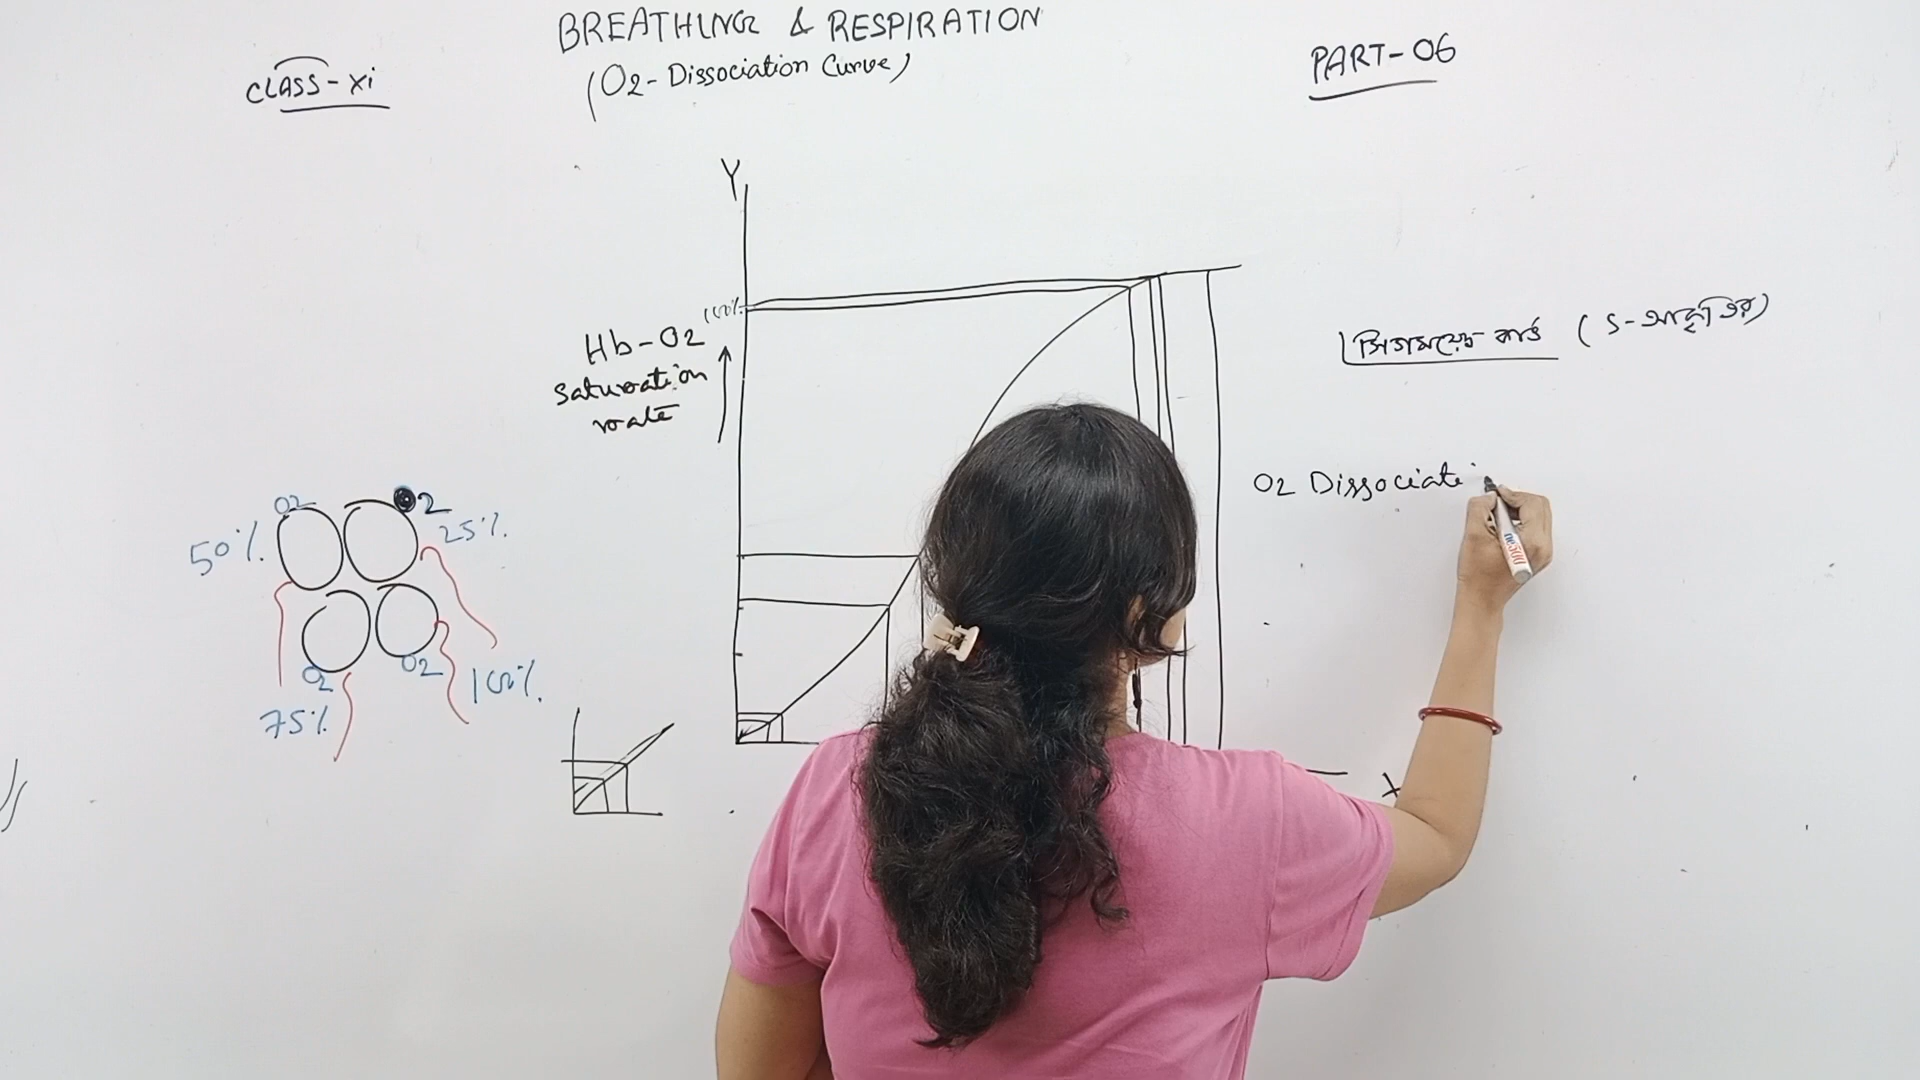 BREATHING & RESPIRATION
(O2-Dissociation Curve)
CLASS-XI
PART-06
Y
100%
Hb-O2
saturation
rate
সিগময়েড কার্ভ (S-আকৃতির)
O2 Dissociati
O2
O2
50%
25%
O2
O2
75%
100%
X